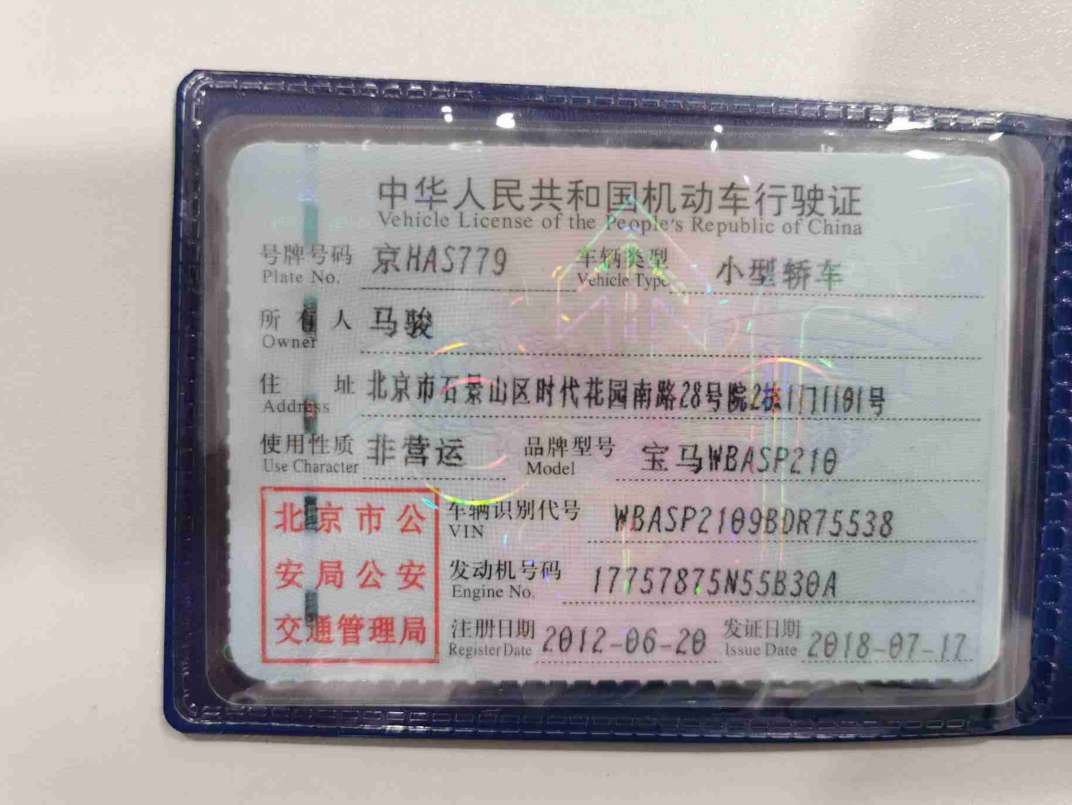 中华人民共和国机动车行驶证
Vehicle License of the People's Republic of China
号牌号码 京HAS779 车辆类型 小型轿车
Plate No. Vehicle Type
所有人 马骏
Owner
住址 北京市石景山区时代花园南路28号院2栋1门1101号
Address
使用性质 非营运 品牌型号 宝马WBASP210
Use Character Model
北京市公
安局公安
交通管理局
车辆识别代号 WBASP2109BDR75538
VIN
发动机号码 17757875N55B30A
Engine No.
注册日期 2012-06-20 发证日期 2018-07-17
Register Date Issue Date